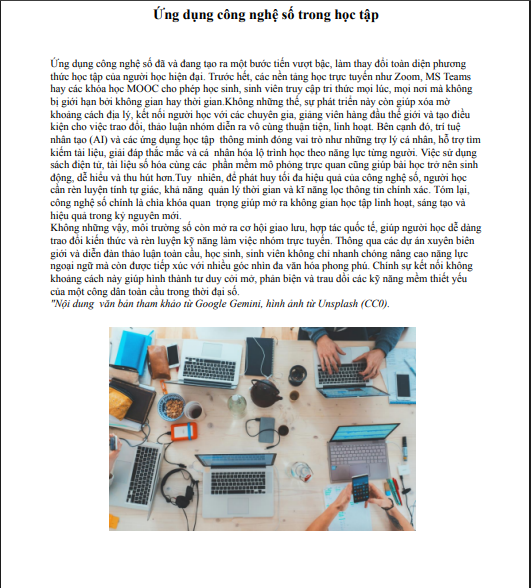 Ứng dụng công nghệ số trong học tập
Ứng dụng công nghệ số đã và đang tạo ra một bước tiến vượt bậc, làm thay đổi toàn diện phương
thức học tập của người học hiện đại. Trước hết, các nền tảng học trực tuyến như Zoom, MS Teams
hay các khóa học MOOC cho phép học sinh, sinh viên truy cập tri thức mọi lúc, mọi nơi mà không
bị giới hạn bởi không gian hay thời gian.Không những thế, sự phát triển này còn giúp xóa mờ
khoảng cách địa lý, kết nối người học với các chuyên gia, giảng viên hàng đầu thế giới và tạo điều
kiện cho việc trao đổi, thảo luận nhóm diễn ra vô cùng thuận tiện, linh hoạt. Bên cạnh đó, trí tuệ
nhân tạo (AI) và các ứng dụng học tập  thông minh đóng vai trò như những trợ lý cá nhân, hỗ trợ tìm
kiếm tài liệu, giải đáp thắc mắc và cá  nhân hóa lộ trình học theo năng lực từng người. Việc sử dụng
sách điện tử, tài liệu số hóa cùng các  phần mềm mô phỏng trực quan cũng giúp bài học trở nên sinh
động, dễ hiểu và thu hút hơn.Tuy  nhiên, để phát huy tối đa hiệu quả của công nghệ số, người học
cần rèn luyện tính tự giác, khả năng  quản lý thời gian và kĩ năng lọc thông tin chính xác. Tóm lại,
công nghệ số chính là chìa khóa quan  trọng giúp mở ra không gian học tập linh hoạt, sáng tạo và
hiệu quả trong kỷ nguyên mới.
Không những vậy, môi trường số còn mở ra cơ hội giao lưu, hợp tác quốc tế, giúp người học dễ dàng
trao đổi kiến thức và rèn luyện kỹ năng làm việc nhóm trực tuyến. Thông qua các dự án xuyên biên
giới và diễn đàn thảo luận toàn cầu, học sinh, sinh viên không chỉ nhanh chóng nâng cao năng lực
ngoại ngữ mà còn được tiếp xúc với nhiều góc nhìn đa văn hóa phong phú. Chính sự kết nối không
khoảng cách này giúp hình thành tư duy cởi mở, phản biện và trau dồi các kỹ năng mềm thiết yếu
của một công dân toàn cầu trong thời đại số.
"Nội dung  văn bản tham khảo từ Google Gemini, hình ảnh từ Unsplash (CC0).